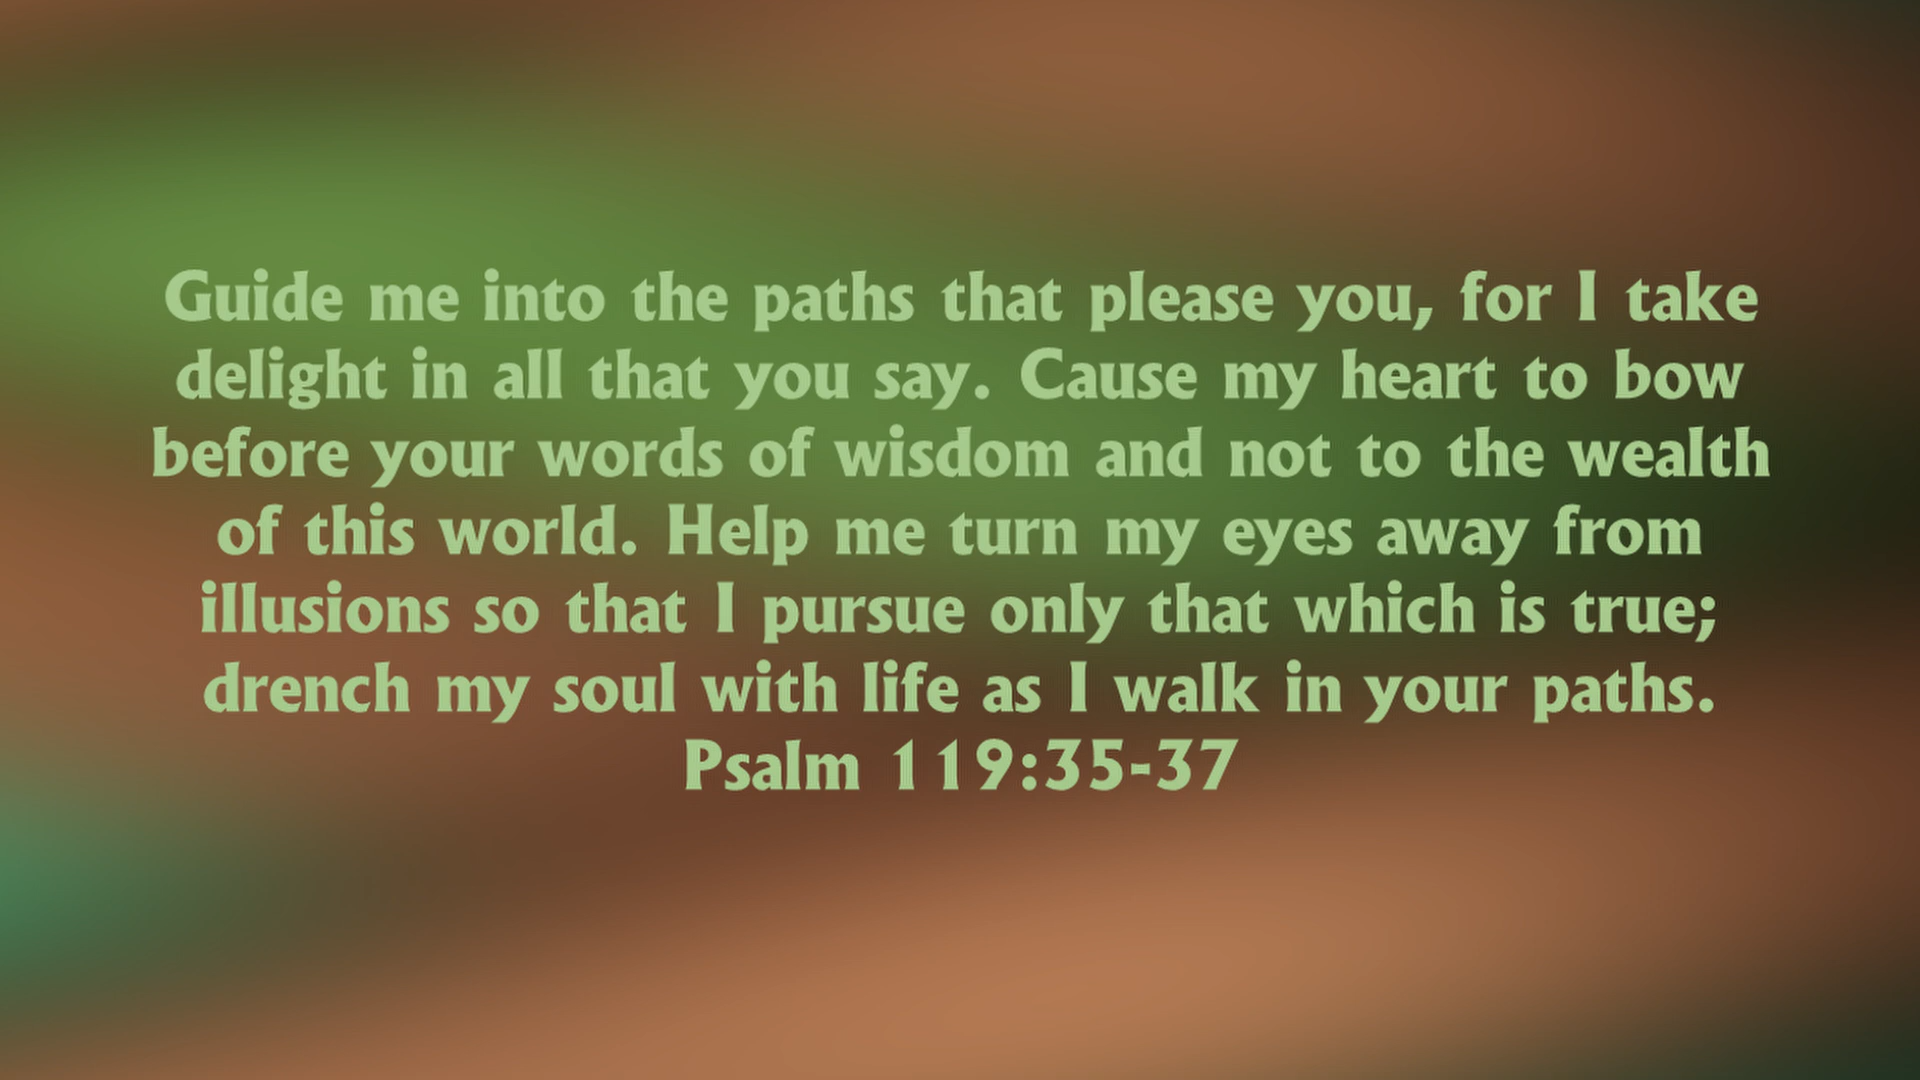 Guide me into the paths that please you, for I take
delight in all that you say. Cause my heart to bow
before your words of wisdom and not to the wealth
of this world. Help me turn my eyes away from
illusions so that I pursue only that which is true;
drench my soul with life as I walk in your paths.
Psalm 119:35-37